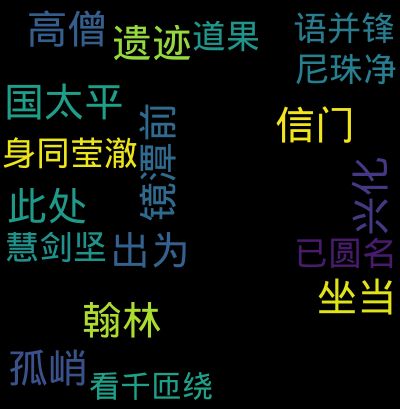 高僧
遗迹
道果
语并锋
尼珠净
国太平
信门
身同莹澈
镜潭前
兴化
此处
慧剑坚
出为
已圆名
坐当
翰林
孤峭
看千匝绕